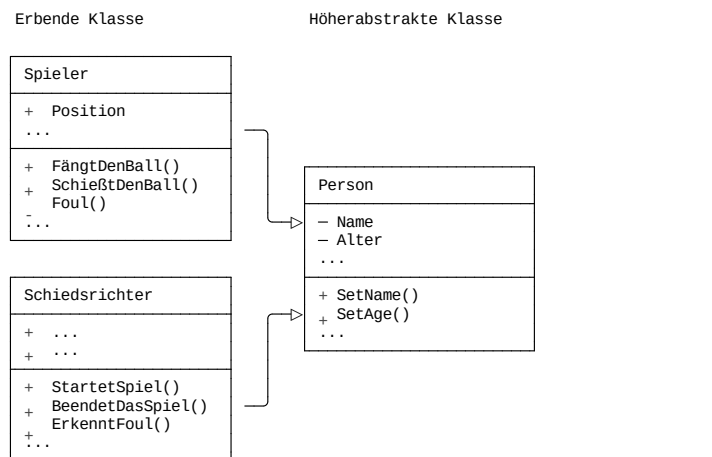 Erbende Klasse
Höherabstrakte Klasse
Spieler
+ Position
...
+ FängtDenBall()
+ SchießtDenBall()
- Foul()
...
Schiedsrichter
+ ...
+ ...
+ StartetSpiel()
+ BeendetDasSpiel()
+ ErkenntFoul()
...
Person
– Name
– Alter
...
+ SetName()
+ SetAge()
...